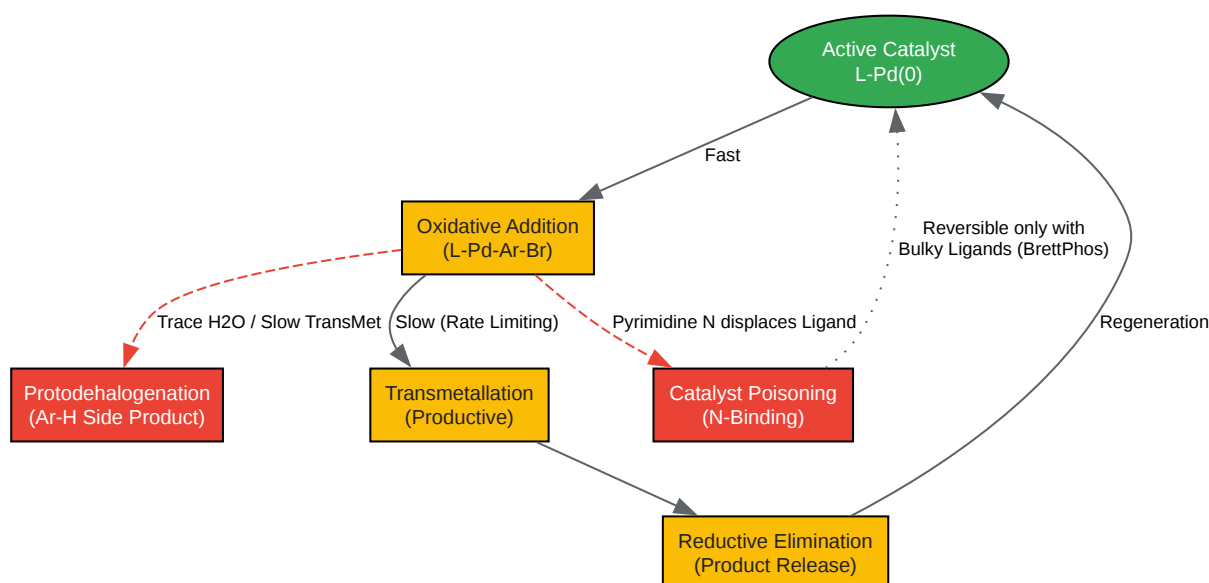 Active Catalyst
L-Pd(0)
Fast
Oxidative Addition
(L-Pd-Ar-Br)
Reversible only with
Bulky Ligands (BrettPhos)
Trace H2O / Slow TransMet
Slow (Rate Limiting)
Pyrimidine N displaces Ligand
Regeneration
Protodehalogenation
(Ar-H Side Product)
Transmetallation
(Productive)
Catalyst Poisoning
(N-Binding)
Reductive Elimination
(Product Release)